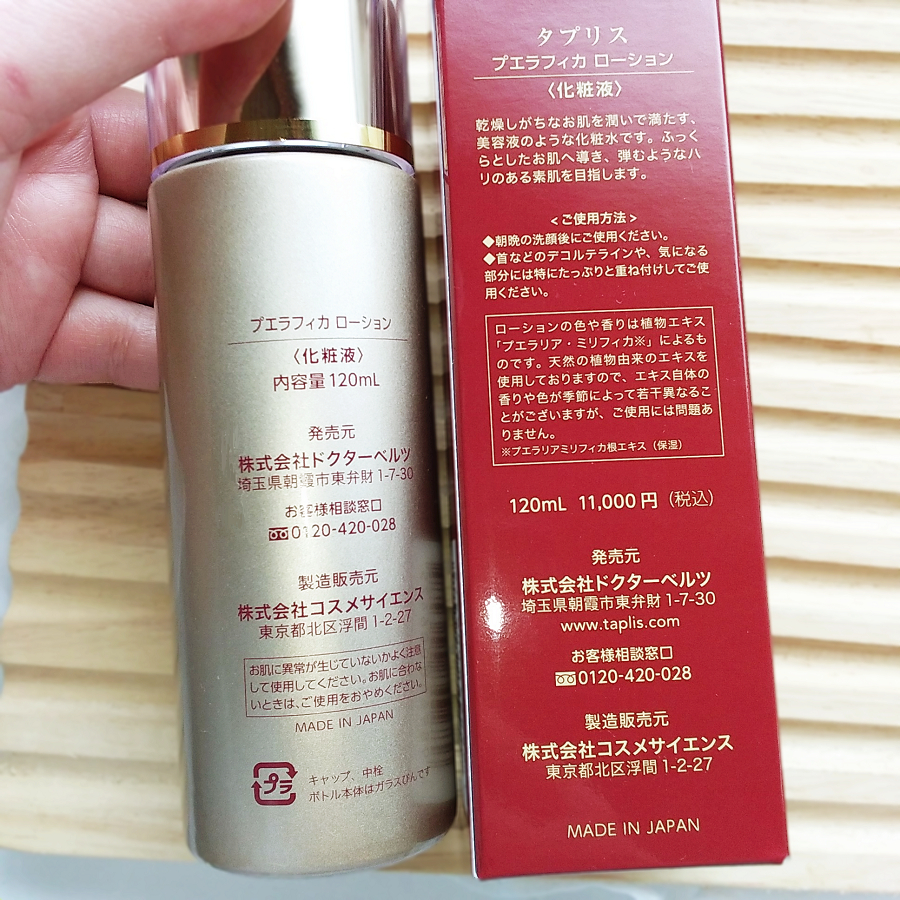 プエラフィカ ローション
〈化粧液〉
内容量 120mL
発売元
株式会社ドクターベルツ
埼玉県朝霞市東弁財 1-7-30
お客様相談窓口
0120-420-028
製造販売元
株式会社コスメサイエンス
東京都北区浮間 1-2-27
お肌に異常が生じていないかよく注意
して使用してください。お肌に合わな
いときは、ご使用をおやめください。
MADE IN JAPAN
プラ
キャップ、中栓
ボトル本体はガラスびんです
タプリス
プエラフィカ ローション
〈化粧液〉
乾燥しがちなお肌を潤いで満たす、
美容液のような化粧水です。ふっく
らとしたお肌へ導き、弾むようなハ
リのある素肌を目指します。
<ご使用方法>
◆朝晩の洗顔後にご使用ください。
◆首などのデコルテラインや、気になる
部分には特にたっぷりと重ね付けしてご使
用ください。
ローションの色や香りは植物エキス
「プエラリア・ミリフィカ※」によるも
のです。天然の植物由来のエキスを
使用しておりますので、エキス自体の
香りや色が季節によって若干異なるこ
とがございますが、ご使用には問題あ
りません。
※プエラリアミリフィカ根エキス（保湿）
120mL 11,000円（税込）
発売元
株式会社ドクターベルツ
埼玉県朝霞市東弁財 1-7-30
www.taplis.com
お客様相談窓口
0120-420-028
製造販売元
株式会社コスメサイエンス
東京都北区浮間 1-2-27
MADE IN JAPAN